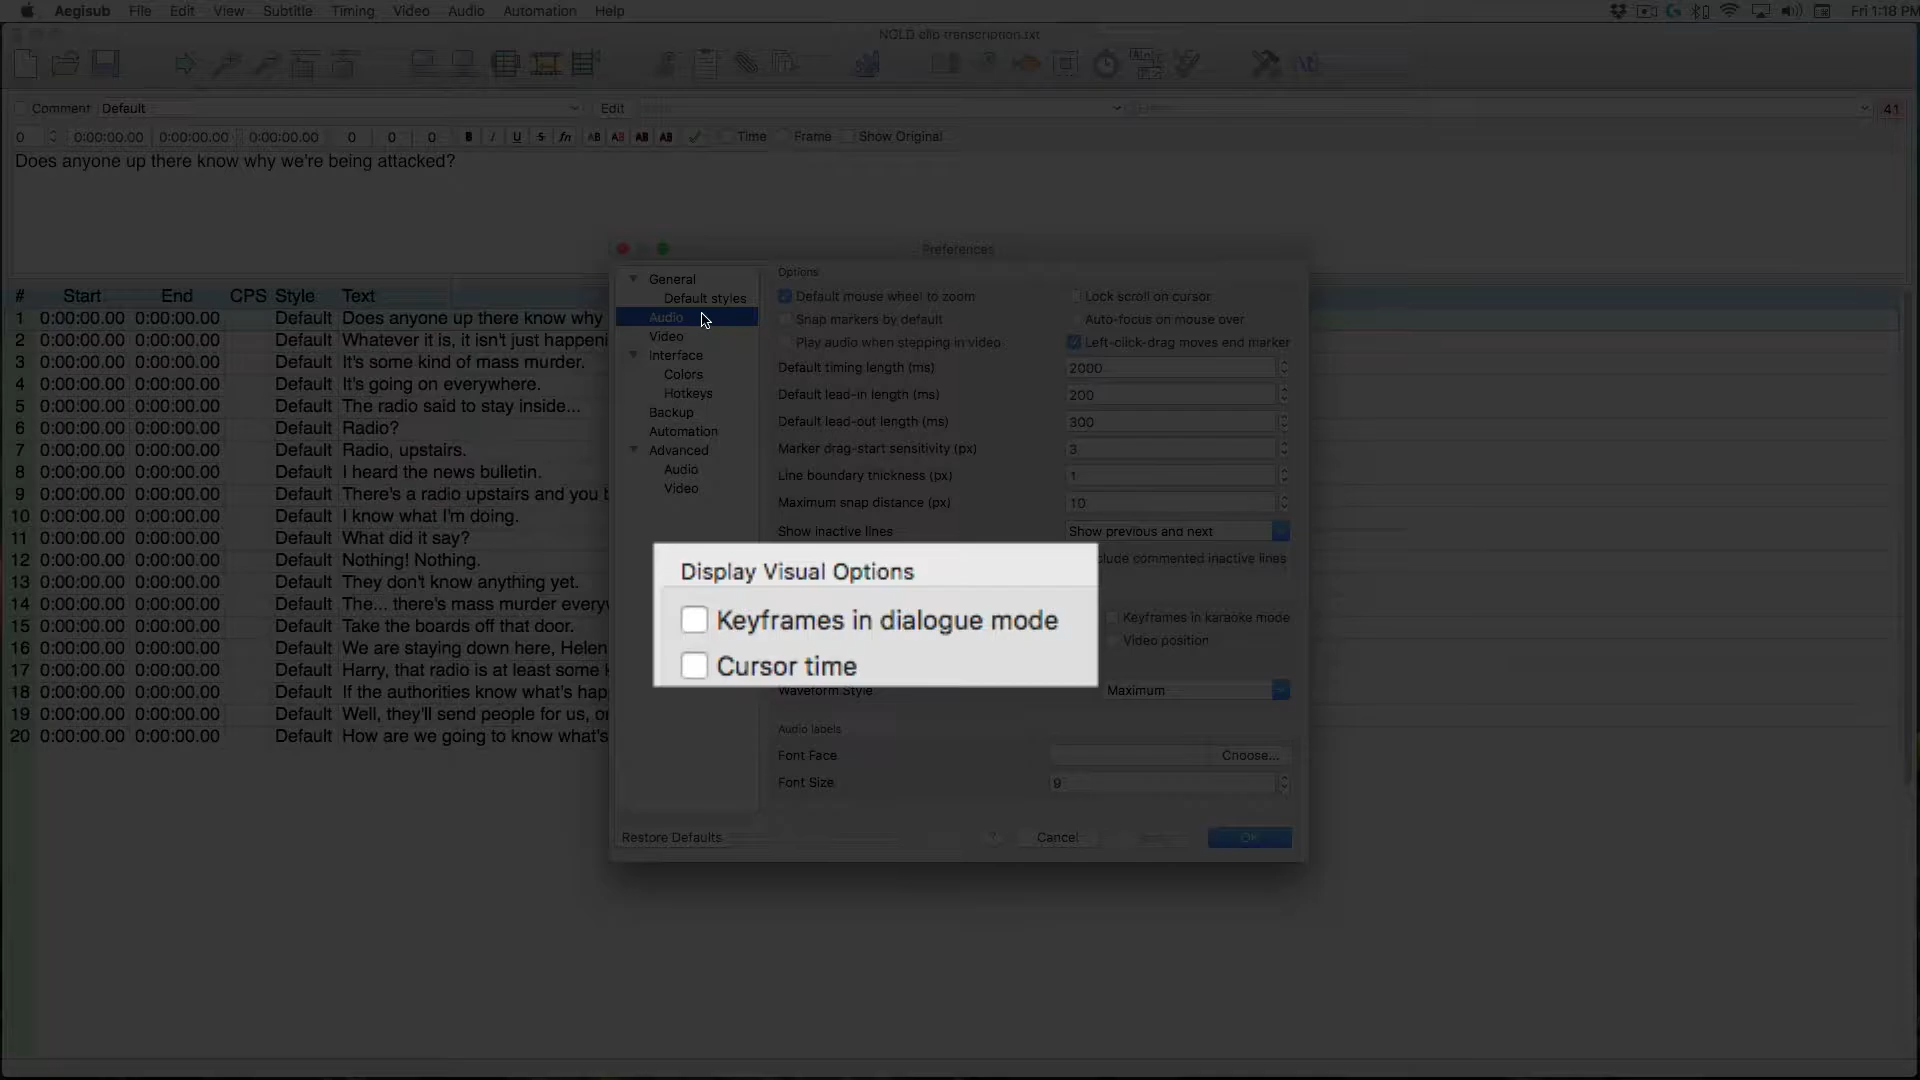 Aegisub File Edit View Subtitle Timing Video Audio Automation Help Fri 1:18 PM
NOLD clip transcription.txt
Comment Default Edit 41
0 0:00:00.00 0:00:00.00 0:00:00.00 0 0 0 B I U S fn AB AB AB AB Time Frame Show Original
Does anyone up there know why we're being attacked?
# Start End CPS Style Text
1 0:00:00.00 0:00:00.00 Default Does anyone up there know why
2 0:00:00.00 0:00:00.00 Default Whatever it is, it isn't just happeni
3 0:00:00.00 0:00:00.00 Default It's some kind of mass murder.
4 0:00:00.00 0:00:00.00 Default It's going on everywhere.
5 0:00:00.00 0:00:00.00 Default The radio said to stay inside...
6 0:00:00.00 0:00:00.00 Default Radio?
7 0:00:00.00 0:00:00.00 Default Radio, upstairs.
8 0:00:00.00 0:00:00.00 Default I heard the news bulletin.
9 0:00:00.00 0:00:00.00 Default There's a radio upstairs and you b
10 0:00:00.00 0:00:00.00 Default I know what I'm doing.
11 0:00:00.00 0:00:00.00 Default What did it say?
12 0:00:00.00 0:00:00.00 Default Nothing! Nothing.
13 0:00:00.00 0:00:00.00 Default They don't know anything yet.
14 0:00:00.00 0:00:00.00 Default The... there's mass murder everyw
15 0:00:00.00 0:00:00.00 Default Take the boards off that door.
16 0:00:00.00 0:00:00.00 Default We are staying down here, Helen
17 0:00:00.00 0:00:00.00 Default Harry, that radio is at least some k
18 0:00:00.00 0:00:00.00 Default If the authorities know what's hap
19 0:00:00.00 0:00:00.00 Default Well, they'll send people for us, or
20 0:00:00.00 0:00:00.00 Default How are we going to know what's
Preferences
General
Default styles
Audio
Video
Interface
Colors
Hotkeys
Backup
Automation
Advanced
Audio
Video
Options
Default mouse wheel to zoom Lock scroll on cursor
Snap markers by default Auto-focus on mouse over
Play audio when stepping in video Left-click-drag moves end marker
Default timing length (ms) 2000
Default lead-in length (ms) 200
Default lead-out length (ms) 300
Marker drag-start sensitivity (px) 3
Line boundary thickness (px) 1
Maximum snap distance (px) 10
Show inactive lines Show previous and next
clude commented inactive lines
Display Visual Options
Keyframes in dialogue mode Keyframes in karaoke mode
Cursor time Video position
Waveform Style Maximum
Audio labels
Font Face Choose...
Font Size 9
Restore Defaults ? Cancel OK